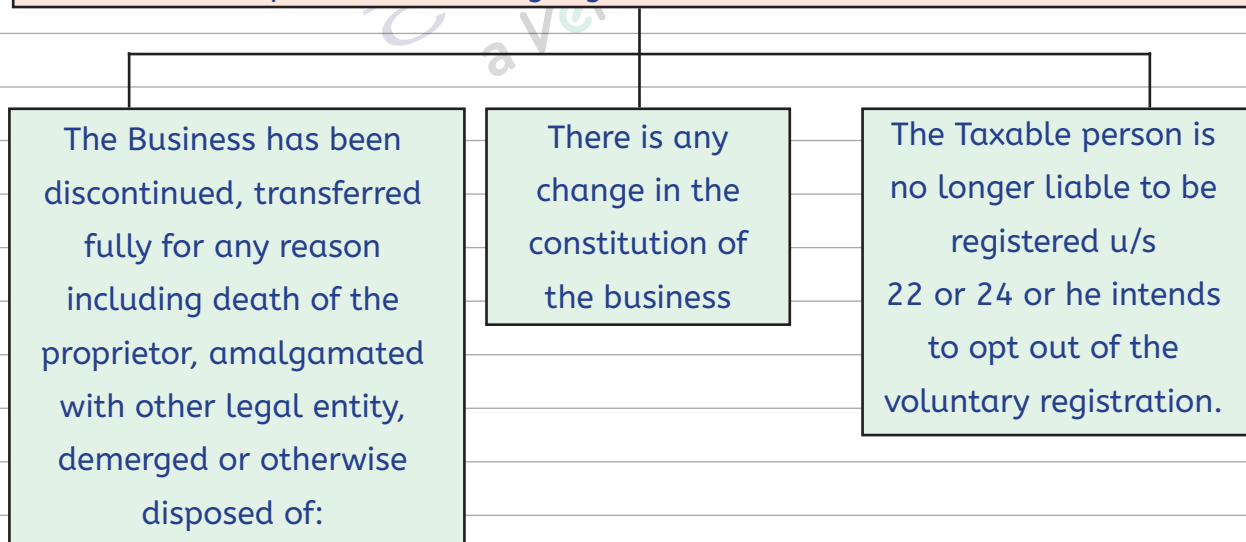 a Ve
The Business has been
discontinued, transferred
fully for any reason
including death of the
proprietor, amalgamated
with other legal entity,
demerged or otherwise
disposed of:
There is any
change in the
constitution of
the business
The Taxable person is
no longer liable to be
registered u/s
22 or 24 or he intends
to opt out of the
voluntary registration.